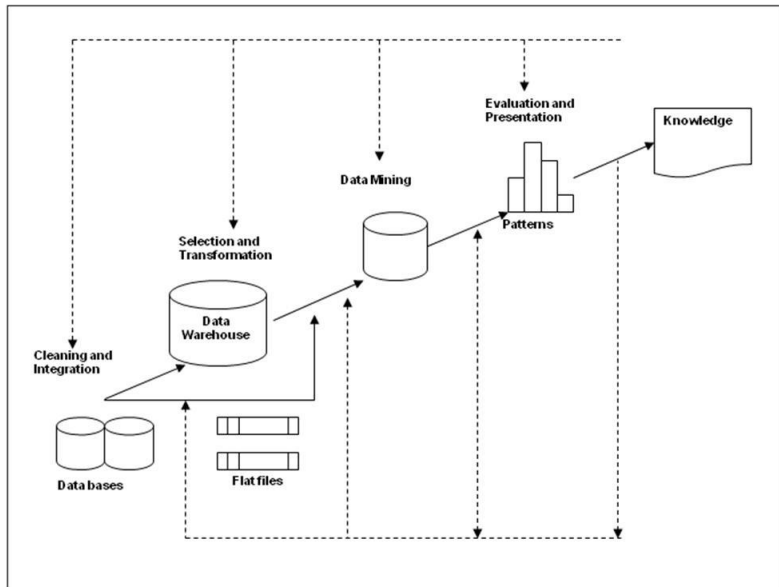 Evaluation and
Presentation
Knowledge
Data Mining
Patterns
Selection and
Transformation
Data
Warehouse
Cleaning and
Integration
Data bases
Flat files